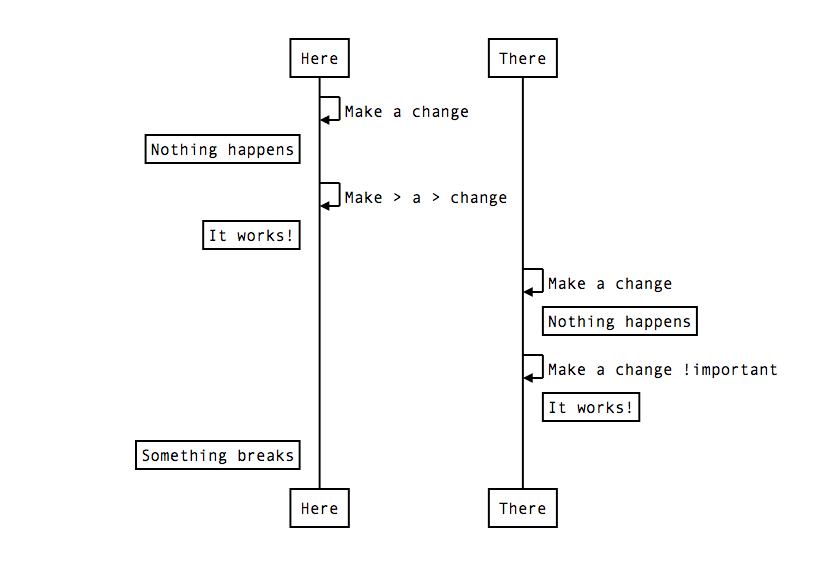 Here
There
Make a change
Nothing happens
Make > a > change
It works!
Make a change
Nothing happens
Make a change !important
It works!
Something breaks
Here
There